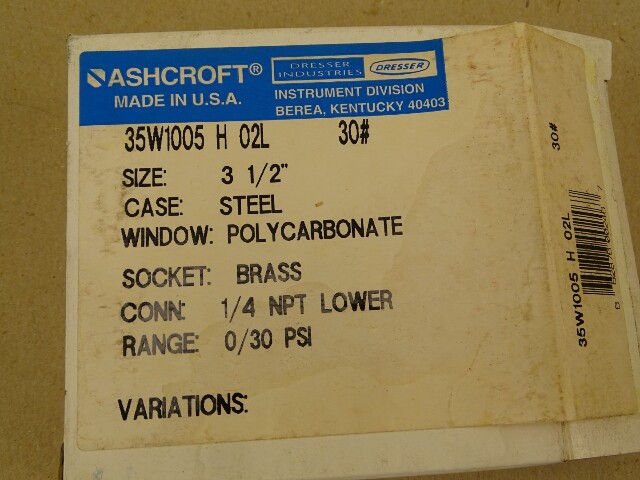 ASHCROFT®
MADE IN U.S.A.
DRESSER
INDUSTRIES
DRESSER
INSTRUMENT DIVISION
BEREA, KENTUCKY 40403
35W1005 H 02L 30#
SIZE: 3 1/2"
CASE: STEEL
WINDOW: POLYCARBONATE
SOCKET: BRASS
CONN: 1/4 NPT LOWER
RANGE: 0/30 PSI
VARIATIONS:
35W1005 H 02L 30#